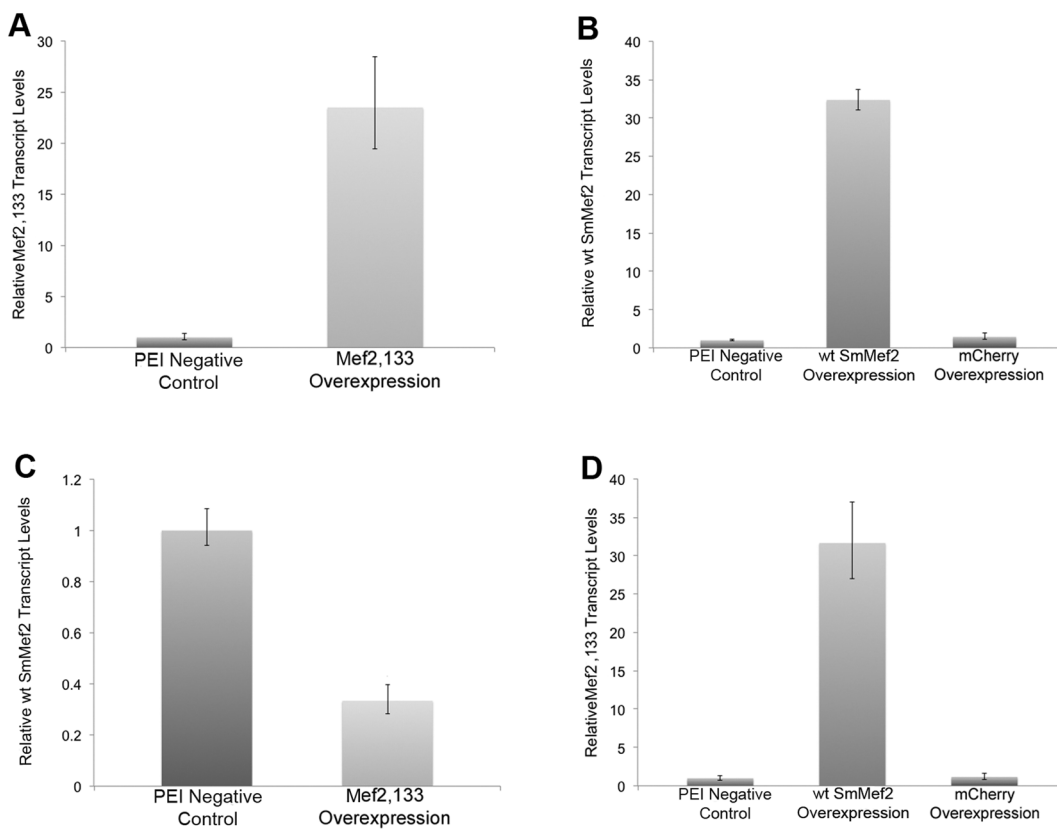 A
Relative Mef2,133 Transcript Levels
30
25
20
15
10
5
0
PEI Negative
Control
Mef2,133
Overexpression
B
Relative wt SmMef2 Transcript Levels
40
35
30
25
20
15
10
5
0
PEI Negative
Control
wt SmMef2
Overexpression
mCherry
Overexpression
C
Relative wt SmMef2 Transcript Levels
1.2
1
0.8
0.6
0.4
0.2
0
PEI Negative
Control
Mef2,133
Overexpression
D
RelativeMef2 ,133 Transcript Levels
40
35
30
25
20
15
10
5
0
PEI Negative
Control
wt SmMef2
Overexpression
mCherry
Overexpression